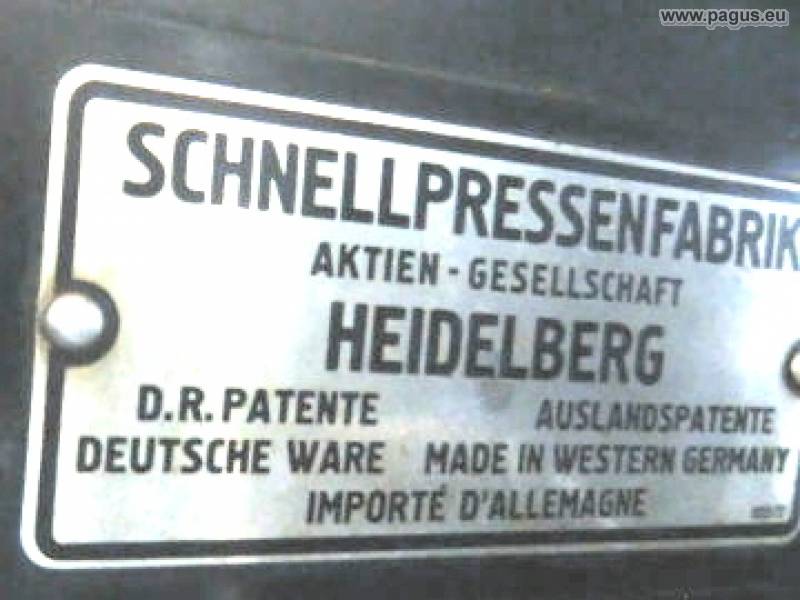 www.pagus.eu
SCHNELLPRESSENFABRIK
AKTIEN - GESELLSCHAFT
HEIDELBERG
D.R. PATENTE AUSLANDSPATENTE
DEUTSCHE WARE MADE IN WESTERN GERMANY
IMPORTÉ D'ALLEMAGNE